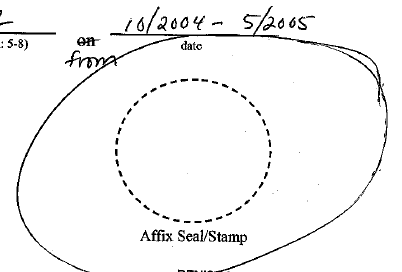 10/2004 - 5/2005
: 5-8) on date
from
Affix Seal/Stamp